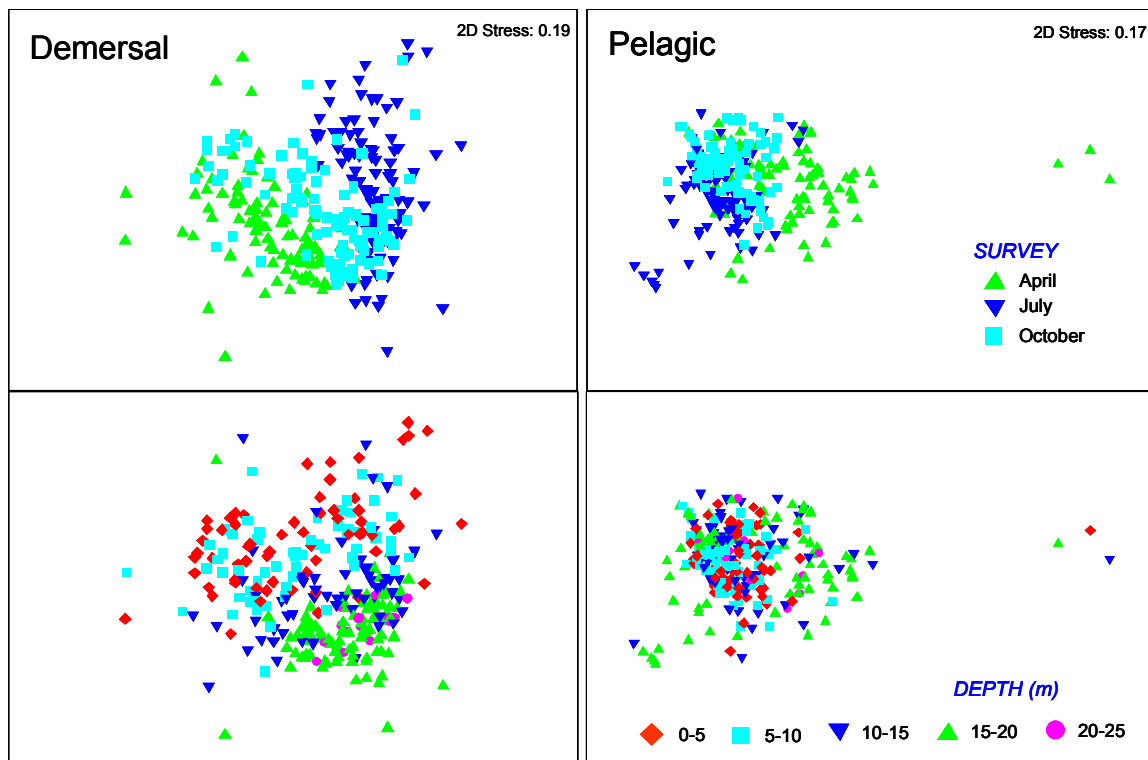 Demersal
2D Stress: 0.19
Pelagic
2D Stress: 0.17
SURVEY
April
July
October
DEPTH (m)
0-5 5-10 10-15 15-20 20-25